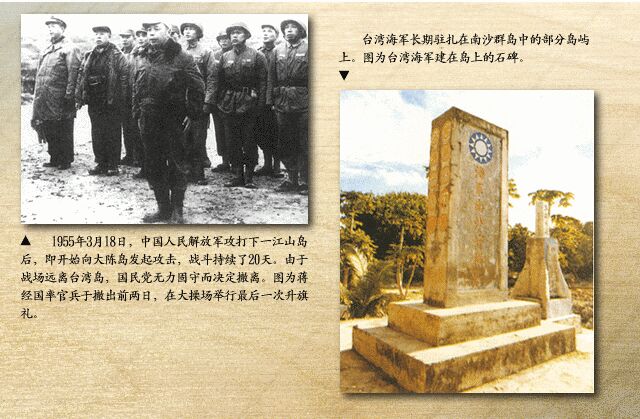 台湾海军长期驻扎在南沙群岛中的部分岛屿
上。图为台湾海军建在岛上的石碑。
▼
▲ 1955年3月18日，中国人民解放军攻打下一江山岛
后，即开始向大陈岛发起攻击，战斗持续了20天。由于
战场远离台湾岛，国民党无力固守而决定撤离。图为蒋
经国率官兵于撤出前两日，在大操场举行最后一次升旗
礼。